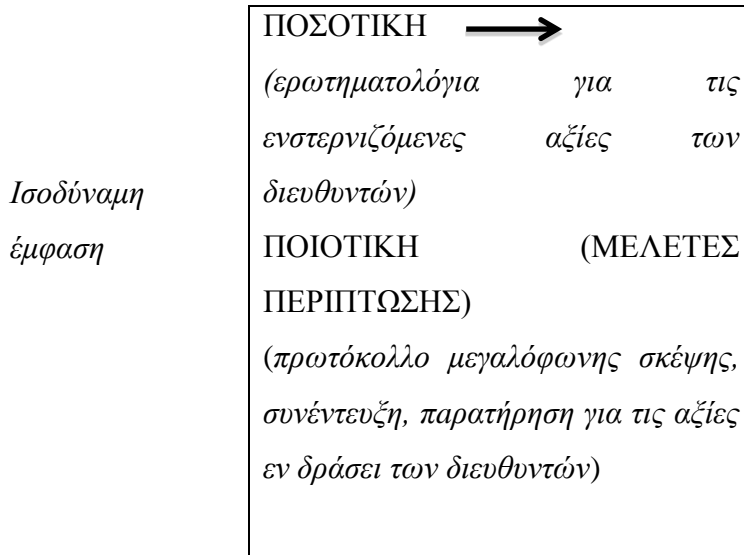 ΠΟΣΟΤΙΚΗ
(ερωτηματολόγια για τις
ενστερνιζόμενες αξίες των
διευθυντών)
Ισοδύναμη
έμφαση
ΠΟΙΟΤΙΚΗ (ΜΕΛΕΤΕΣ
ΠΕΡΙΠΤΩΣΗΣ)
(πρωτόκολλο μεγαλόφωνης σκέψης,
συνέντευξη, παρατήρηση για τις αξίες
εν δράσει των διευθυντών)